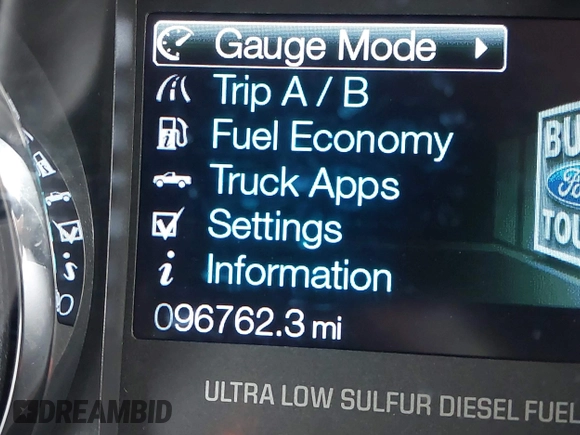 Gauge Mode
Trip A / B
Fuel Economy
Truck Apps
Settings
Information
096762.3 mi
ULTRA LOW SULFUR DIESEL FUEL
DREAMBID